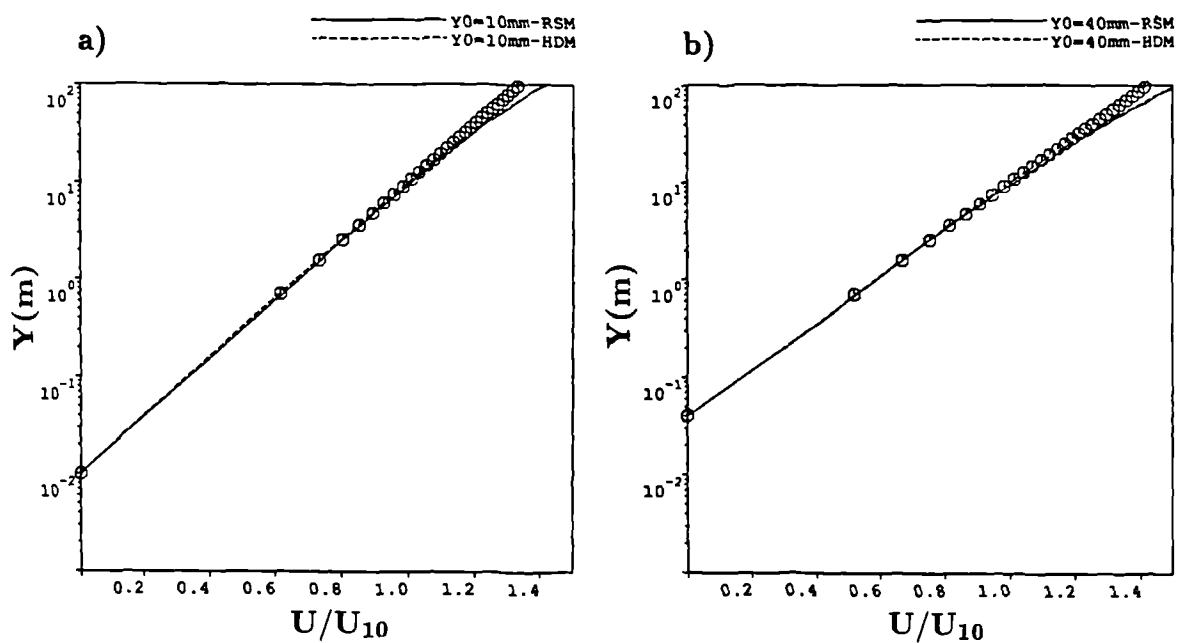 a)
Y0=10mm-RSM
Y0=10mm-HDM
10²
10¹
10⁰
10⁻¹
10⁻²
Y(m)
0.2 0.4 0.6 0.8 1.0 1.2 1.4
U/U₁₀
b)
Y0=40mm-RSM
Y0=40mm-HDM
10²
10¹
10⁰
10⁻¹
10⁻²
Y(m)
0.2 0.4 0.6 0.8 1.0 1.2 1.4
U/U₁₀